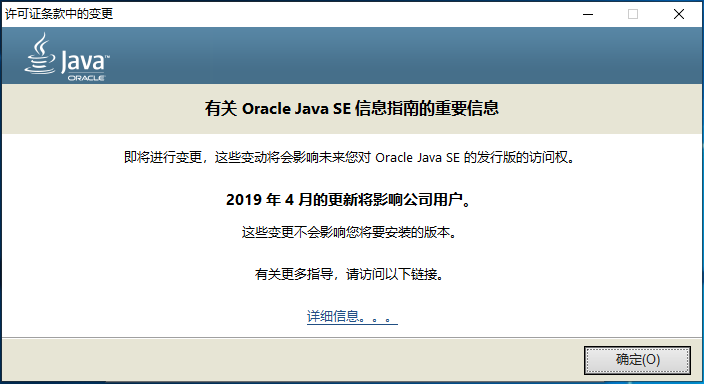 许可证条款中的变更
Java™
ORACLE
有关 Oracle Java SE 信息指南的重要信息
即将进行变更，这些变动将会影响未来您对 Oracle Java SE 的发行版的访问权。
2019 年 4 月的更新将影响公司用户。
这些变更不会影响您将要安装的版本。
有关更多指导，请访问以下链接。
详细信息。。。
确定(O)